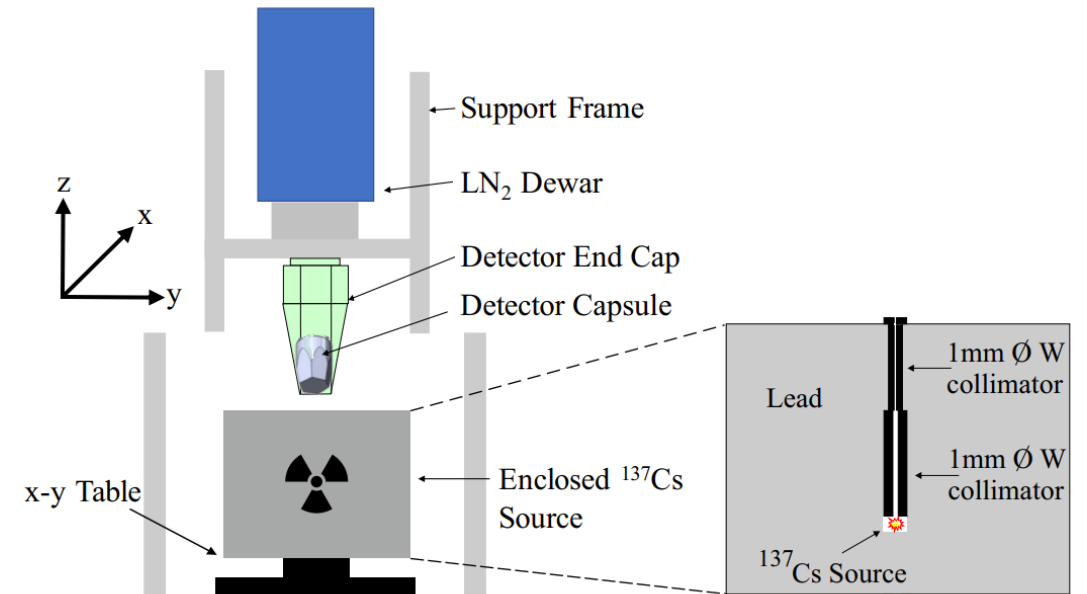 Support Frame
LN₂ Dewar
z
x
y
Detector End Cap
Detector Capsule
Enclosed ¹³⁷Cs
Source
x-y Table
Lead
1mm Ø W
collimator
1mm Ø W
collimator
¹³⁷Cs Source